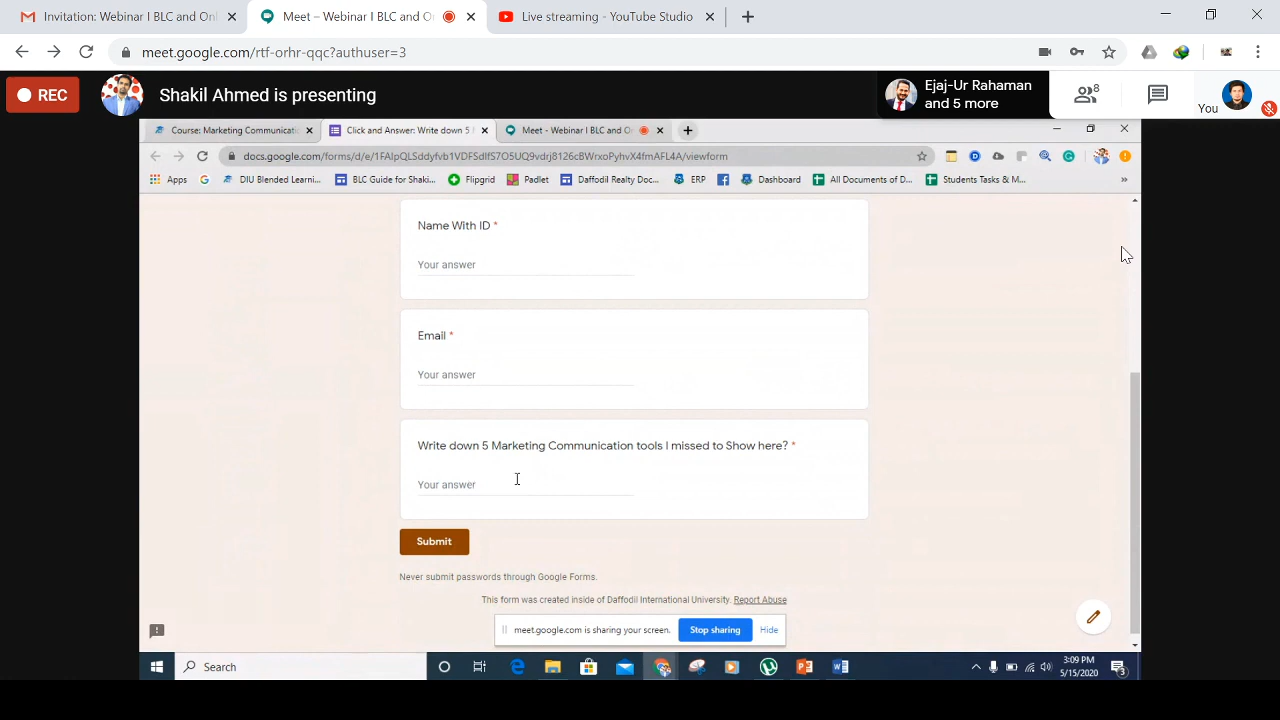 Invitation: Webinar I BLC and Onl
Meet – Webinar I BLC and O
Live streaming - YouTube Studio
meet.google.com/rtf-orhr-qqc?authuser=3
REC
Shakil Ahmed is presenting
Ejaj-Ur Rahaman
and 5 more
8
You
Course: Marketing Communicati
Click and Answer: Write down 5
Meet - Webinar I BLC and On
docs.google.com/forms/d/e/1FAIpQLSddyfvb1VDFSdlfS7O5UQ9vdrj8126cBWrxoPyhvX4fmAFL4A/viewform
Apps
DIU Blended Learni...
BLC Guide for Shaki...
Flipgrid
Padlet
Daffodil Realty Doc...
ERP
Dashboard
All Documents of D...
Students Tasks & M...
»
Name With ID *
Your answer
Email *
Your answer
Write down 5 Marketing Communication tools I missed to Show here? *
Your answer
Submit
Never submit passwords through Google Forms.
This form was created inside of Daffodil International University. Report Abuse
meet.google.com is sharing your screen.
Stop sharing
Hide
Search
3:09 PM
5/15/2020
3